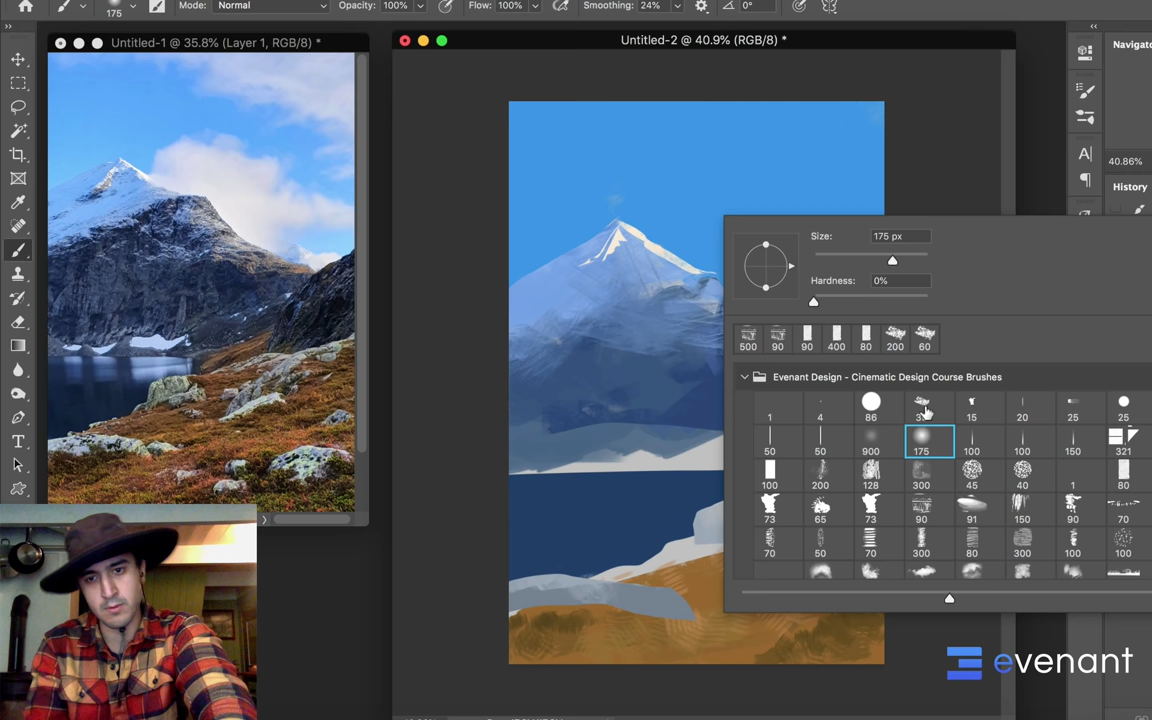 175
Mode: Normal
Opacity: 100%
Flow: 100%
Smoothing: 24%
0°
Untitled-1 @ 35.8% (Layer 1, RGB/8) *
Untitled-2 @ 40.9% (RGB/8) *
Navigato
40.86%
History
Size: 175 px
Hardness: 0%
500 90 90 400 80 200 60
Evenant Design - Cinematic Design Course Brushes
1 4 86 15 20 25 25
50 50 900 175 100 100 150 321
100 200 128 300 45 40 1 80
73 65 73 90 91 150 90 70
70 50 70 300 80 300 100 100
evenant